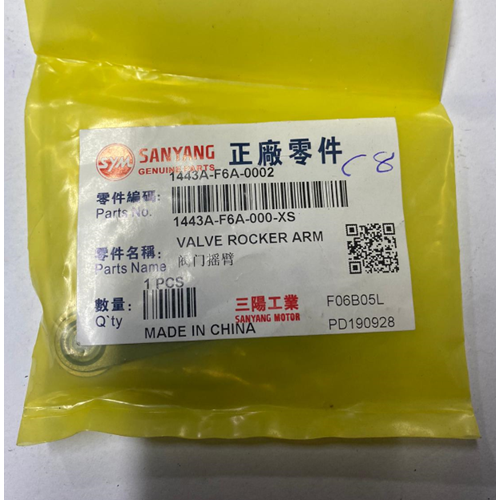 SYM SANYANG 正廠零件
GENUINE PARTS
C8
1443A-F6A-0002
零件編碼:
Parts No. 1443A-F6A-000-XS
零件名稱: VALVE ROCKER ARM
Parts Name 阀门摇臂
1 PCS
數量:
Q`ty
三陽工業 F06B05L
SANYANG MOTOR
MADE IN CHINA PD190928